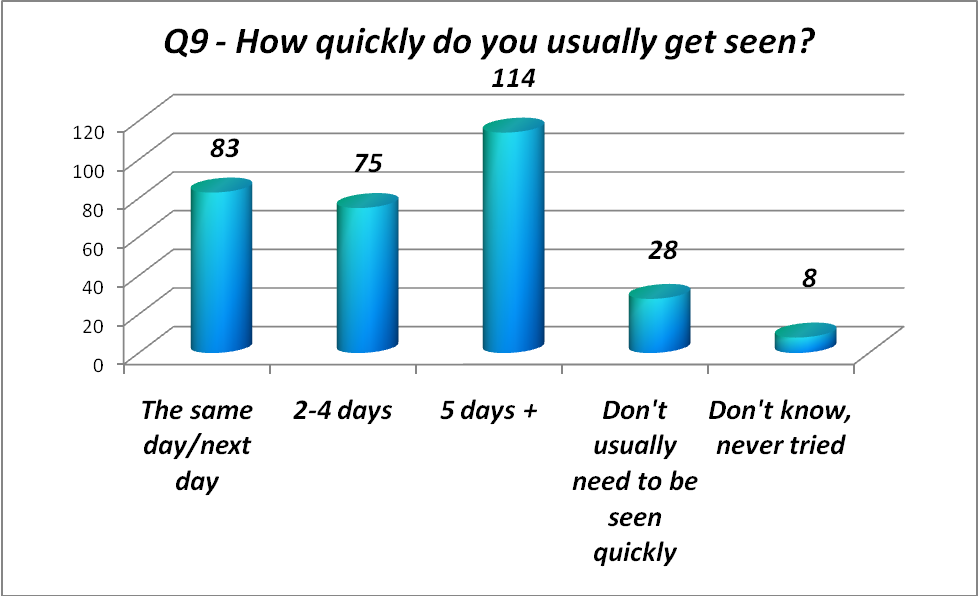 Q9 - How quickly do you usually get seen?
114
83
75
28
8
120
100
80
60
40
20
0
The same
day/next
day
2-4 days
5 days +
Don't
usually
need to be
seen
quickly
Don't know,
never tried